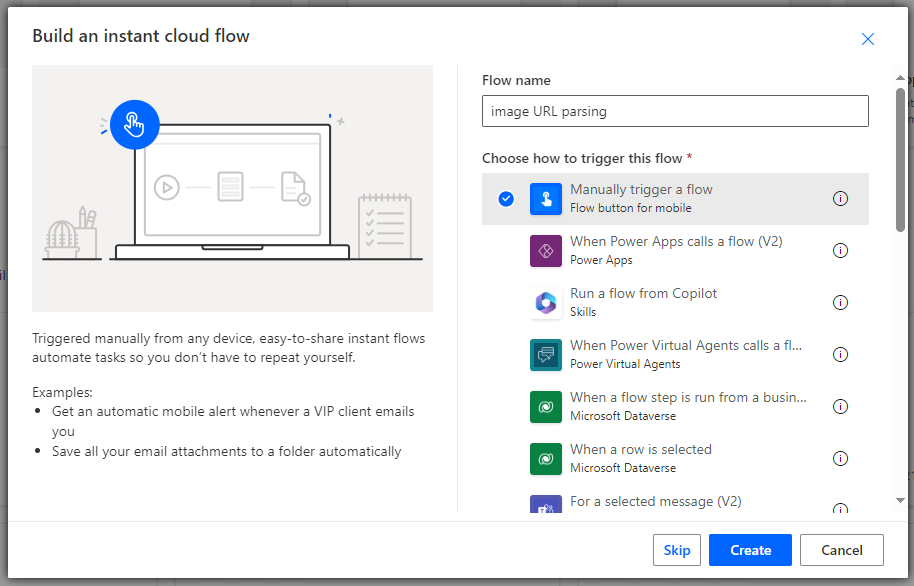 Build an instant cloud flow
Triggered manually from any device, easy-to-share instant flows
automate tasks so you don't have to repeat yourself.
Examples:
• Get an automatic mobile alert whenever a VIP client emails
you
• Save all your email attachments to a folder automatically
Flow name
image URL parsing
Choose how to trigger this flow *
Manually trigger a flow
Flow button for mobile
When Power Apps calls a flow (V2)
Power Apps
Run a flow from Copilot
Skills
When Power Virtual Agents calls a fl...
Power Virtual Agents
When a flow step is run from a busin...
Microsoft Dataverse
When a row is selected
Microsoft Dataverse
For a selected message (V2)
Skip
Create
Cancel